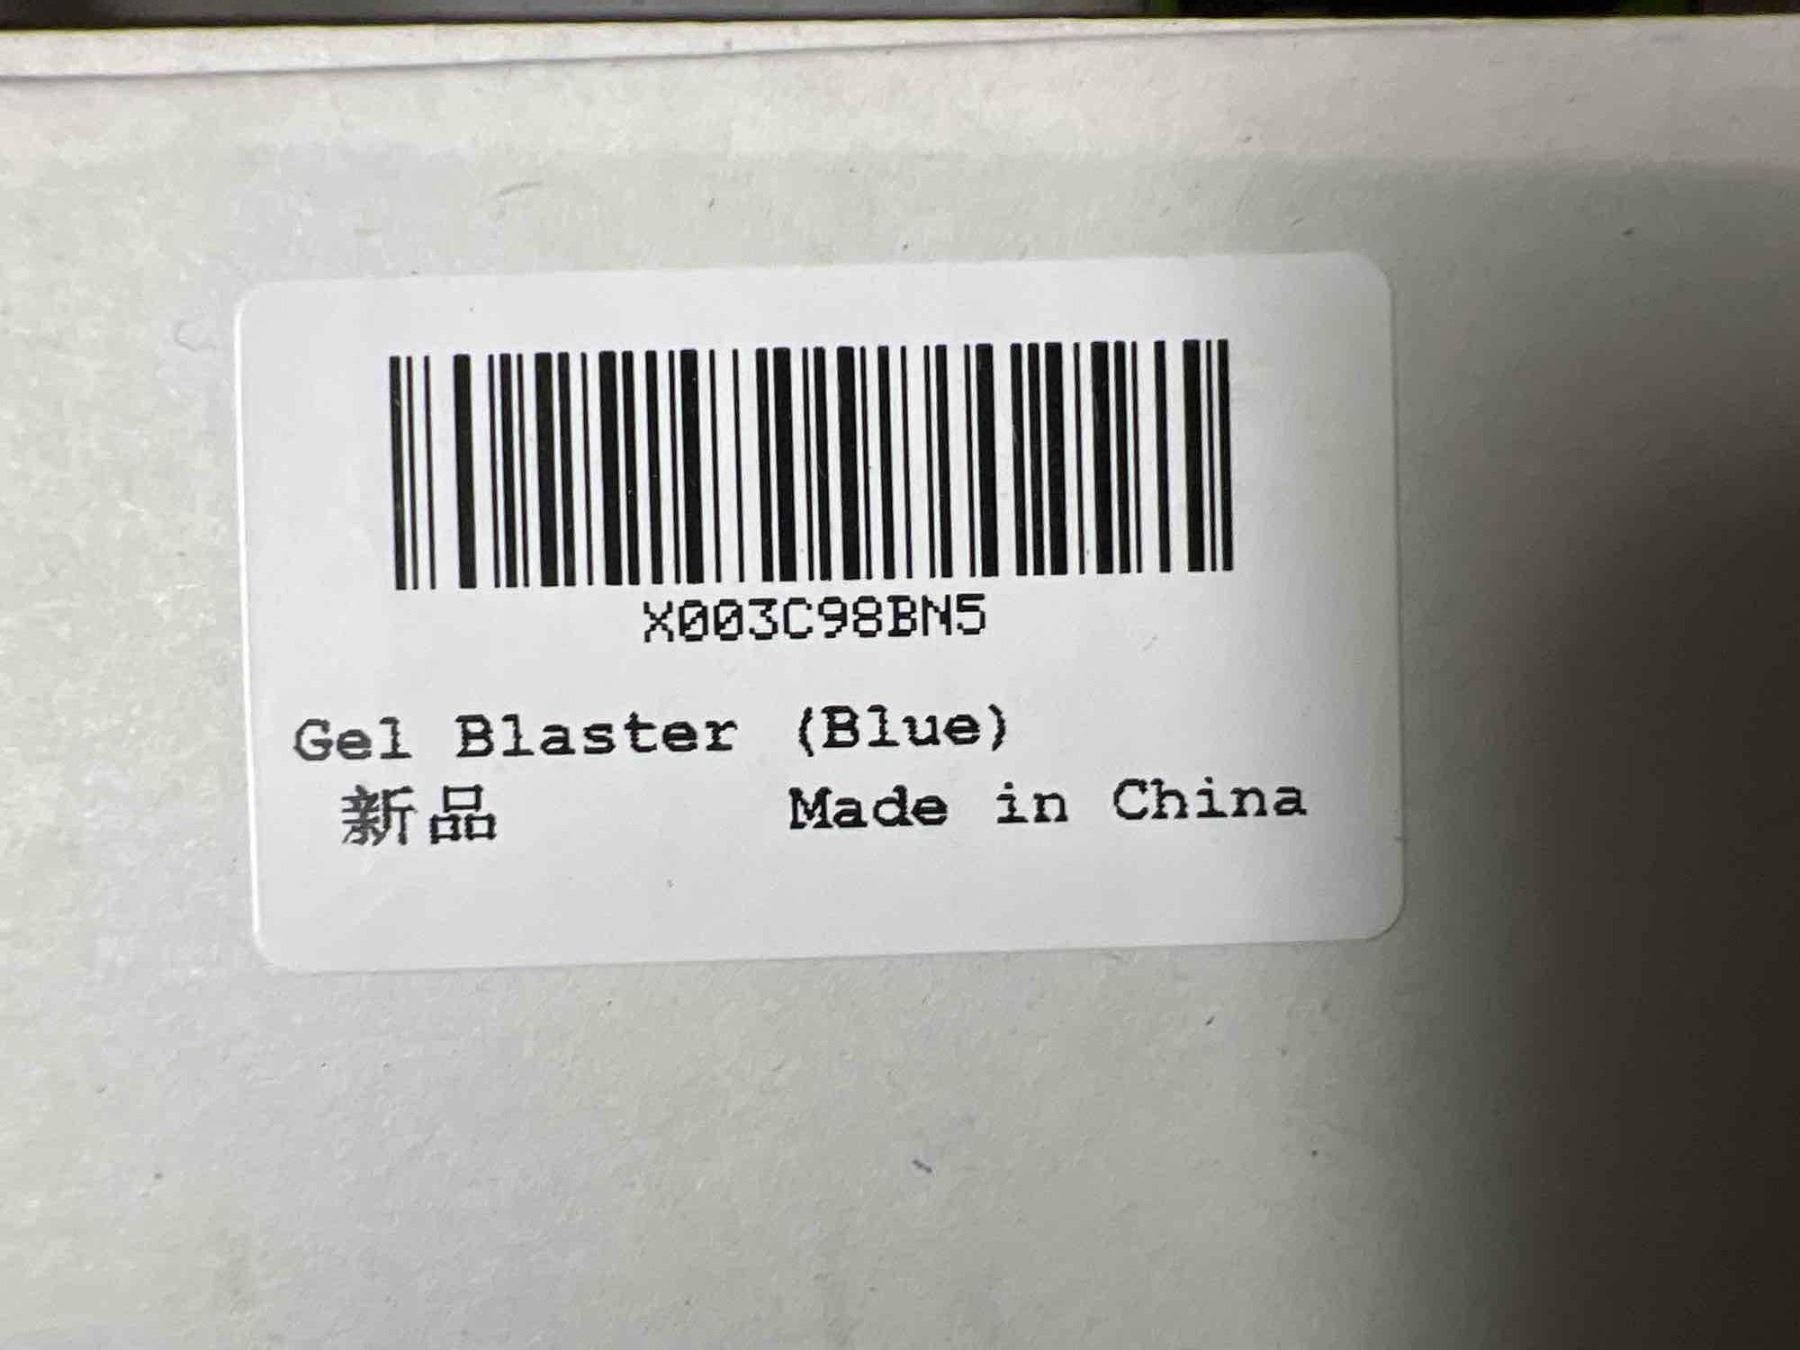 X003C98BN5
Gel Blaster (Blue)
新品 Made in China